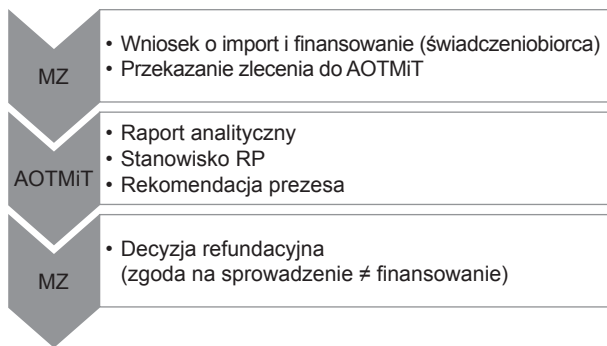 MZ
• Wniosek o import i finansowanie (świadczeniobiorca)
• Przekazanie zlecenia do AOTMiT
AOTMiT
• Raport analityczny
• Stanowisko RP
• Rekomendacja prezesa
MZ
• Decyzja refundacyjna
(zgoda na sprowadzenie ≠ finansowanie)